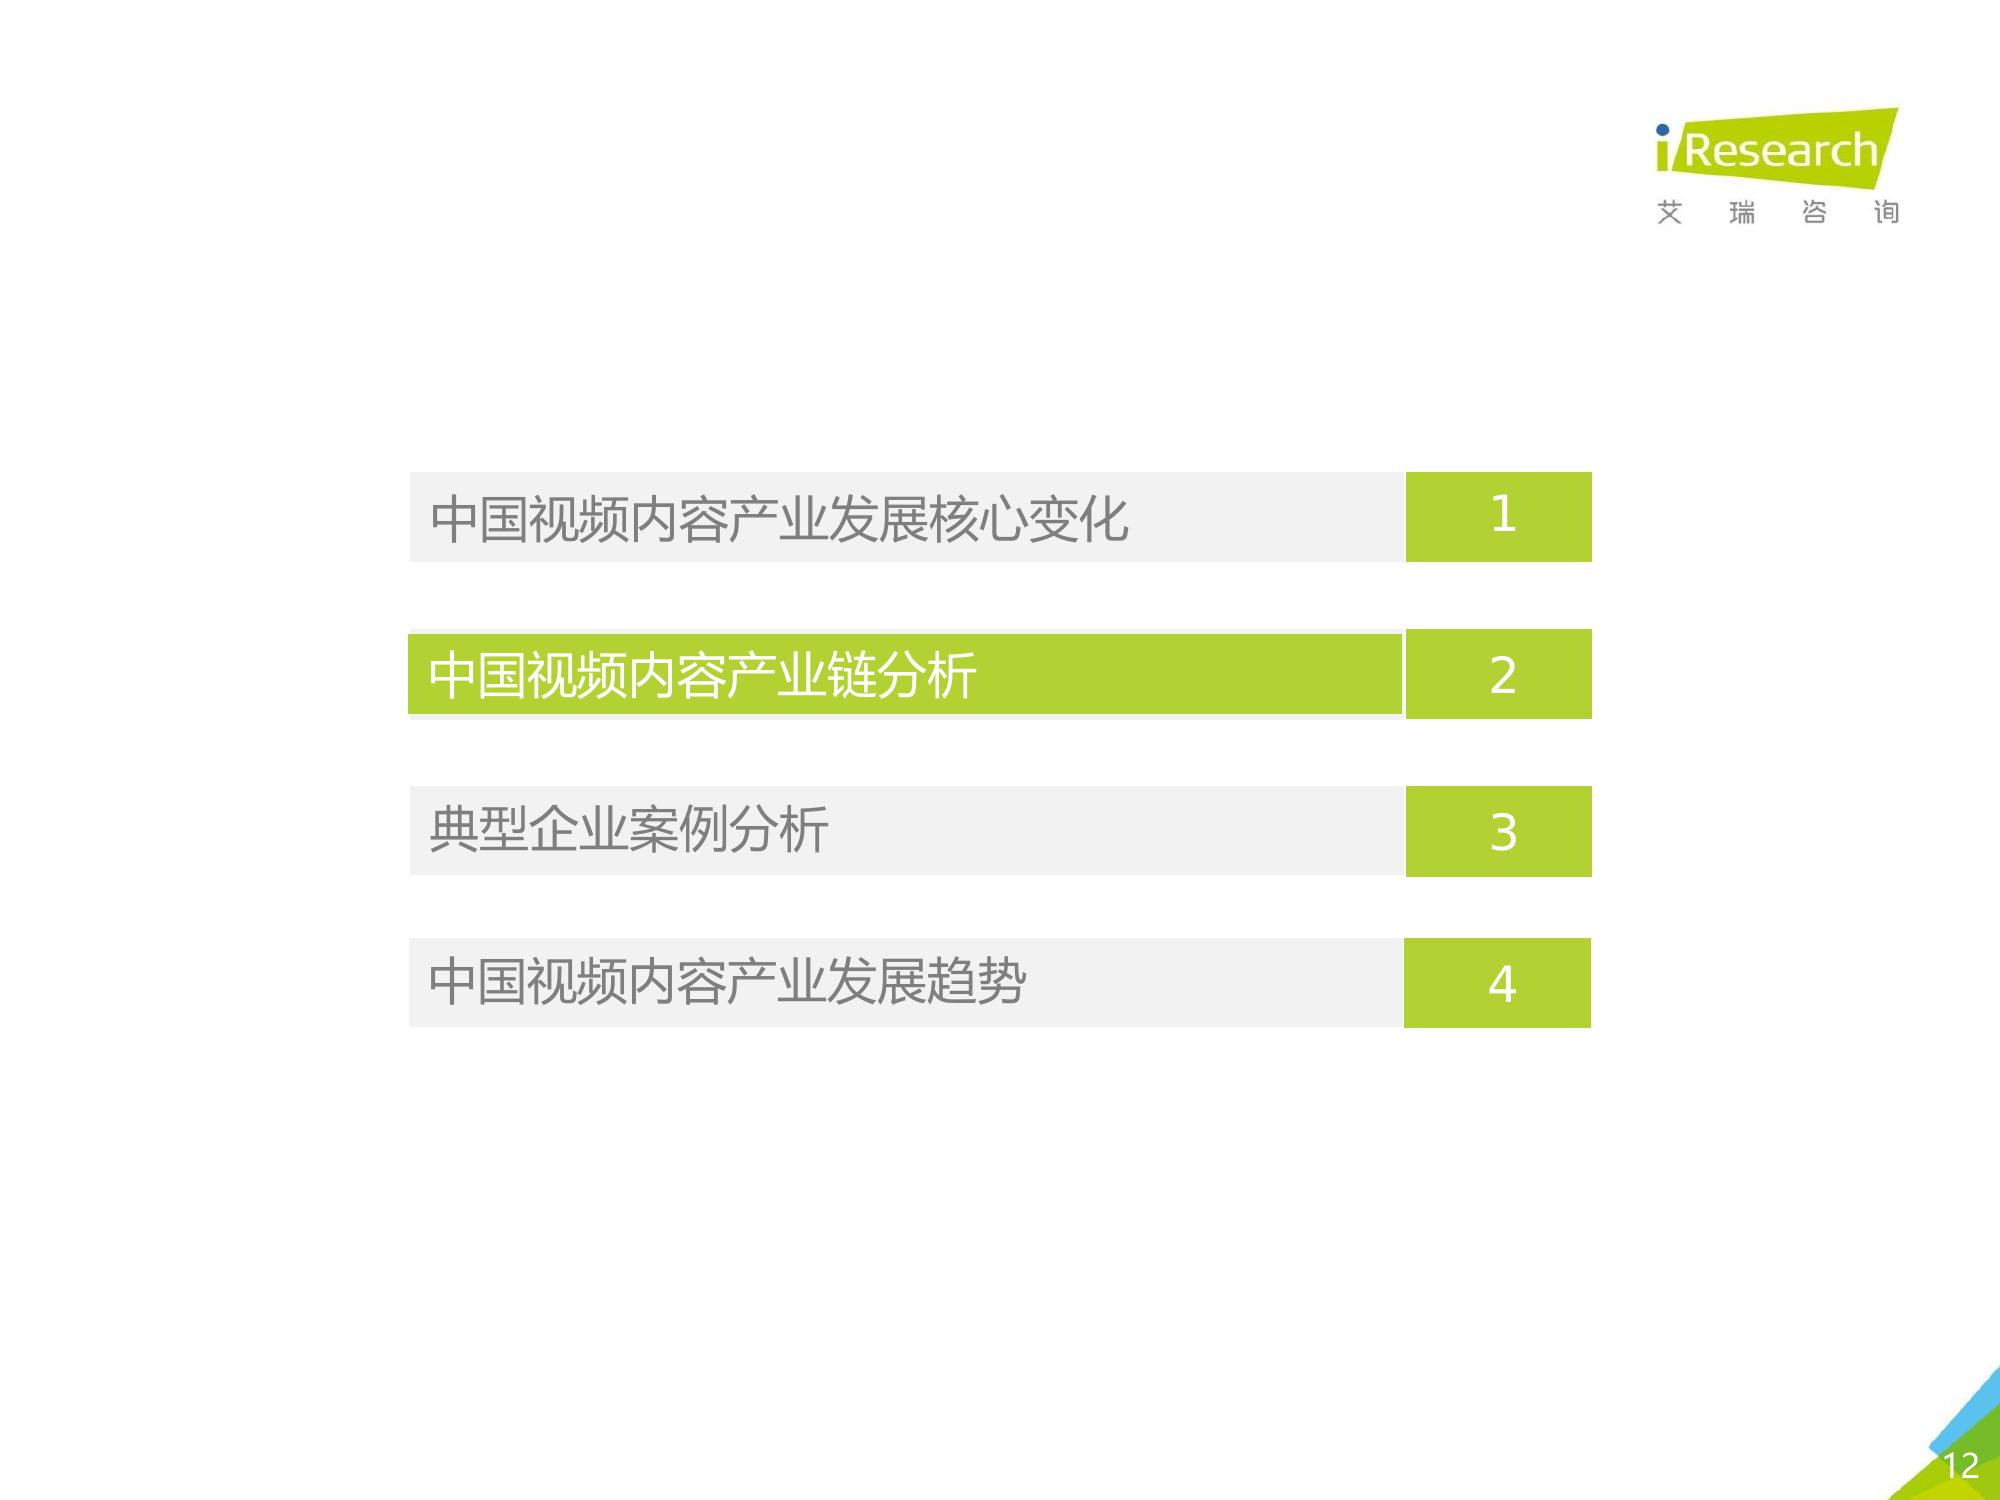 iResearch
艾瑞咨询
中国视频内容产业发展核心变化 1
中国视频内容产业链分析 2
典型企业案例分析 3
中国视频内容产业发展趋势 4
12